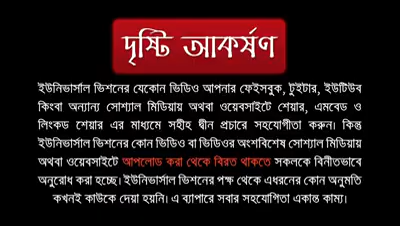 দৃষ্টি আকর্ষণ
ইউনিভার্সাল ভিশনের যেকোন ভিডিও আপনার ফেইসবুক, টুইটার, ইউটিউব
কিংবা অন্যান্য সোশ্যাল মিডিয়ায় অথবা ওয়েবসাইটে শেয়ার, এমবেড ও
লিংকড শেয়ার এর মাধ্যমে সহীহ দ্বীন প্রচারে সহযোগীতা করুন। কিন্তু
ইউনিভার্সাল ভিশনের কোন ভিডিও বা ভিডিওর অংশবিশেষ সোশ্যাল মিডিয়ায়
অথবা ওয়েবসাইটে আপলোড করা থেকে বিরত থাকতে সকলকে বিনীতভাবে
অনুরোধ করা হচ্ছে। ইউনিভার্সাল ভিশনের পক্ষ থেকে এধরনের কোন অনুমতি
কখনই কাউকে দেয়া হয়নি। এ ব্যাপারে সবার সহযোগিতা একান্ত কাম্য।